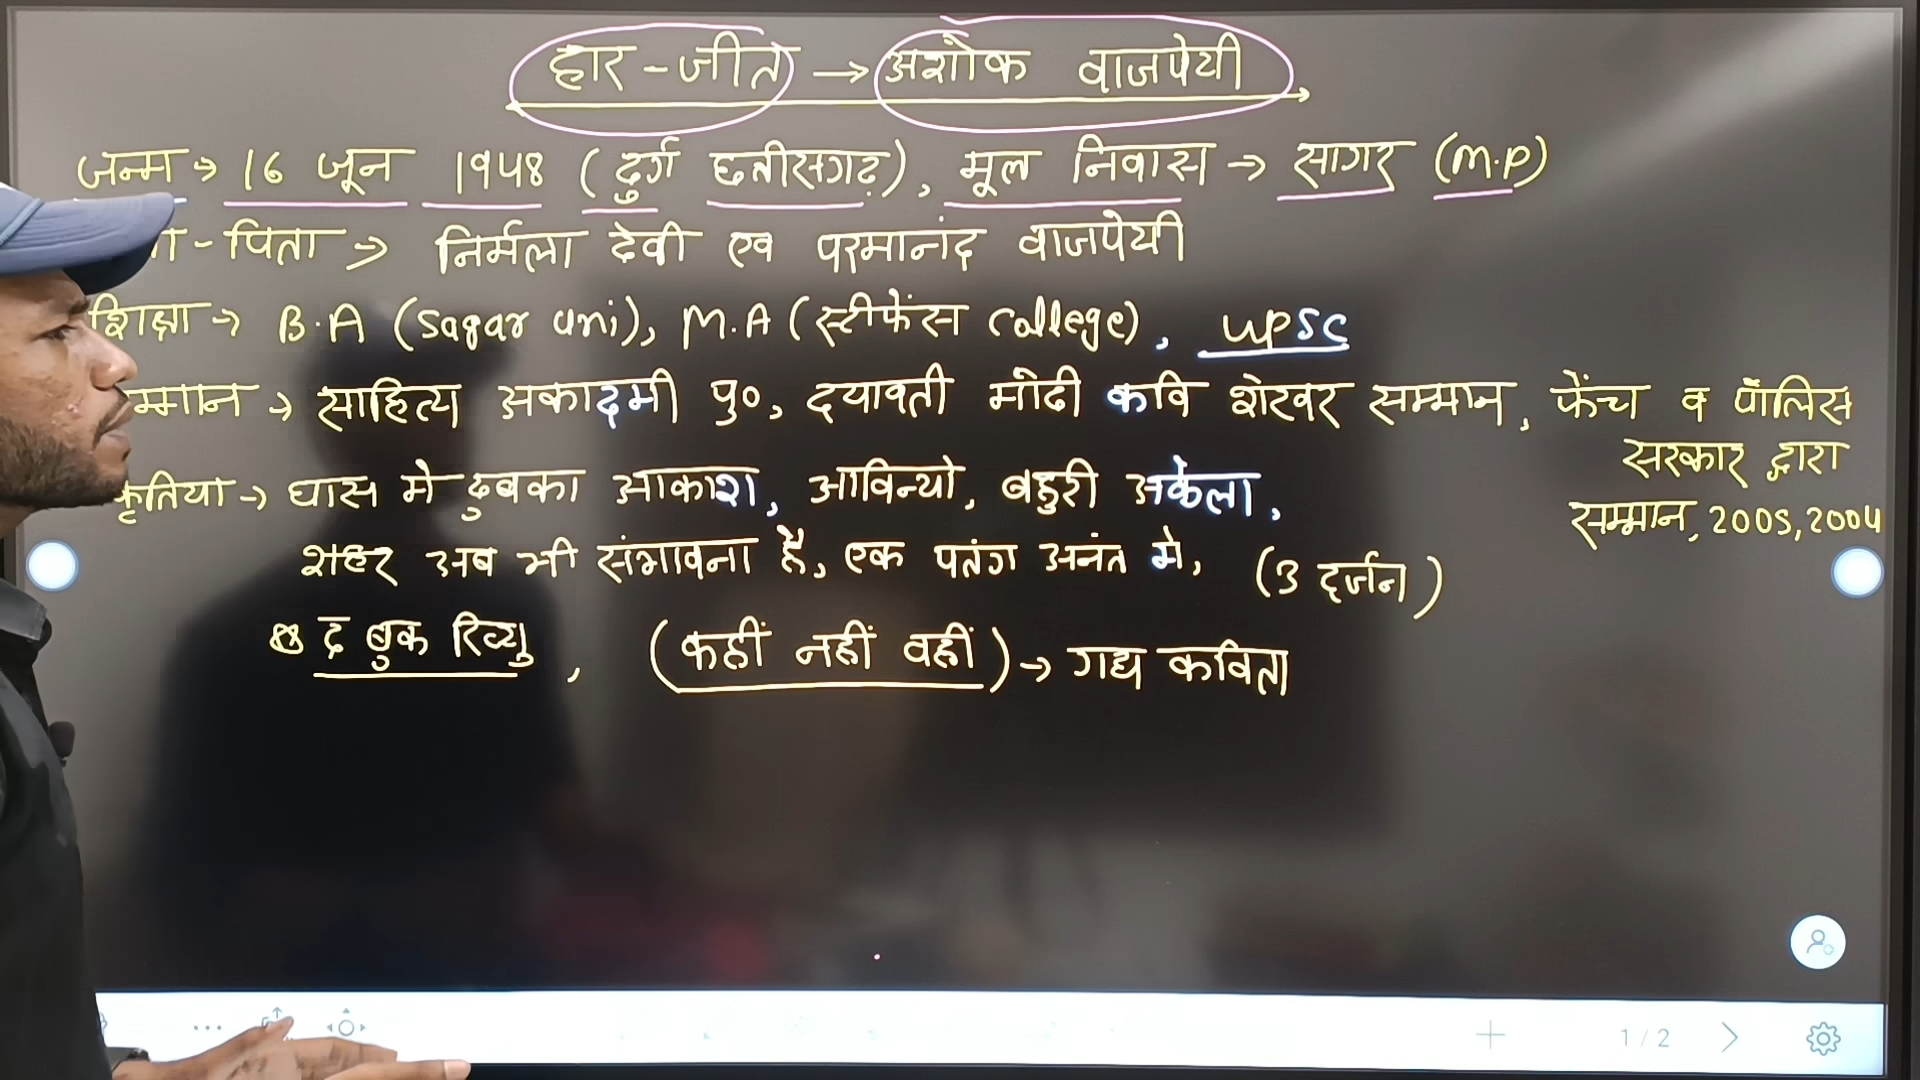 हार-जीत → अशोक वाजपेयी
जन्म → 16 जून 1948 (दुर्ग छत्तीसगढ़), मूल निवास → सागर (M.P)
-पिता → निर्मला देवी एव परमानंद वाजपेयी
शिक्षा → B.A (Sagar uni), M.A (स्टीफेंस college), UPSC
म्मान → साहित्य अकादमी पु०, दयावती मोदी कवि शेखर सम्मान, फेंच व पोलिस
सरकार द्वारा
सम्मान, 2005, 2004
कृतिया → घास मे दुबका आकाश, आविन्यो, बहुरी अकेला,
शहर अब भी संभावना है, एक पतंग अनंत मे, (3 दर्जन)
द बुक रिव्यु, (कहीं नहीं वहीं) → गद्य कविता
1/2